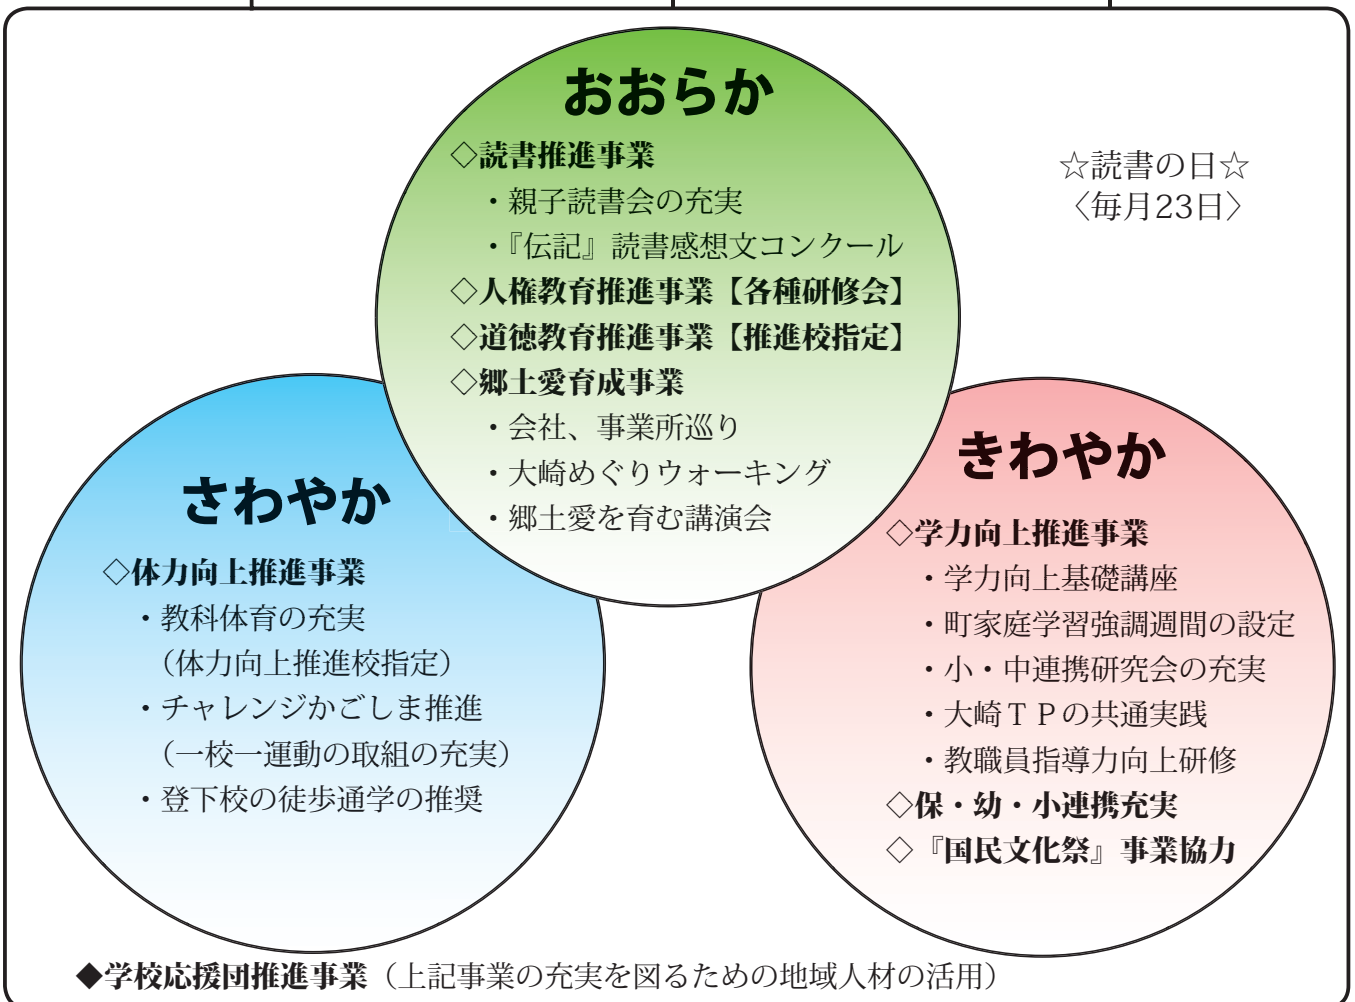 おおらか
◇読書推進事業
・親子読書会の充実
・『伝記』読書感想文コンクール
◇人権教育推進事業【各種研修会】
◇道徳教育推進事業【推進校指定】
◇郷土愛育成事業
・会社、事業所巡り
・大崎めぐりウォーキング
・郷土愛を育む講演会
☆読書の日☆
〈毎月23日〉
さわやか
◇体力向上推進事業
・教科体育の充実
（体力向上推進校指定）
・チャレンジかごしま推進
（一校一運動の取組の充実）
・登下校の徒歩通学の推奨
きわやか
◇学力向上推進事業
・学力向上基礎講座
・町家庭学習強調週間の設定
・小・中連携研究会の充実
・大崎ＴＰの共通実践
・教職員指導力向上研修
◇保・幼・小連携充実
◇『国民文化祭』事業協力
◆学校応援団推進事業（上記事業の充実を図るための地域人材の活用）